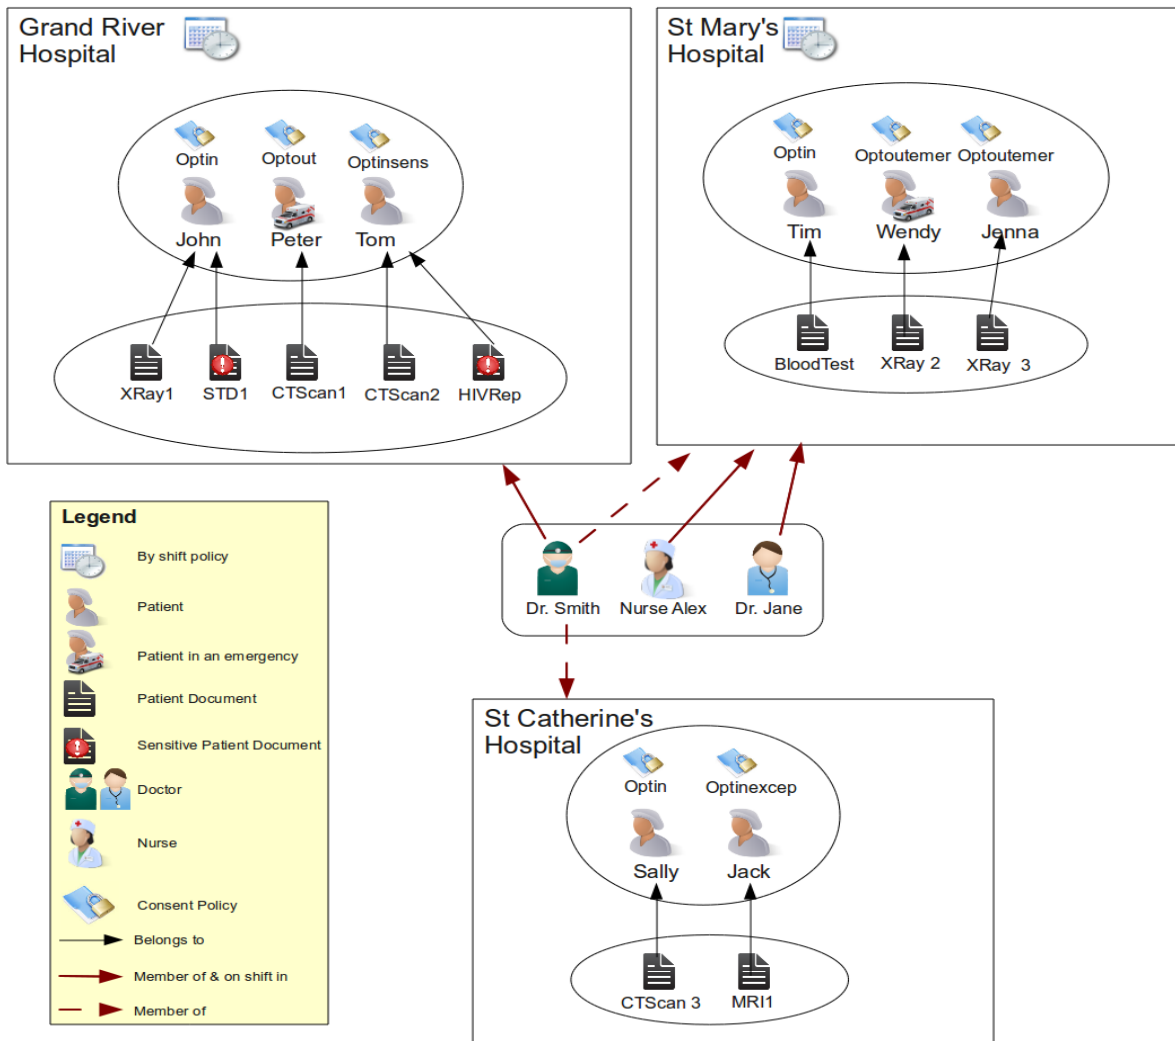 Grand River
Hospital
Optin
Optout
Optinsens
John
Peter
Tom
XRay1
STD1
CTScan1
CTScan2
HIVRep
St Mary's
Hospital
Optin
Optoutemer
Optoutemer
Tim
Wendy
Jenna
BloodTest
XRay 2
XRay 3
Legend
By shift policy
Patient
Patient in an emergency
Patient Document
Sensitive Patient Document
Doctor
Nurse
Consent Policy
Belongs to
Member of & on shift in
Member of
Dr. Smith
Nurse Alex
Dr. Jane
St Catherine's
Hospital
Optin
Optinexcep
Sally
Jack
CTScan 3
MRI1